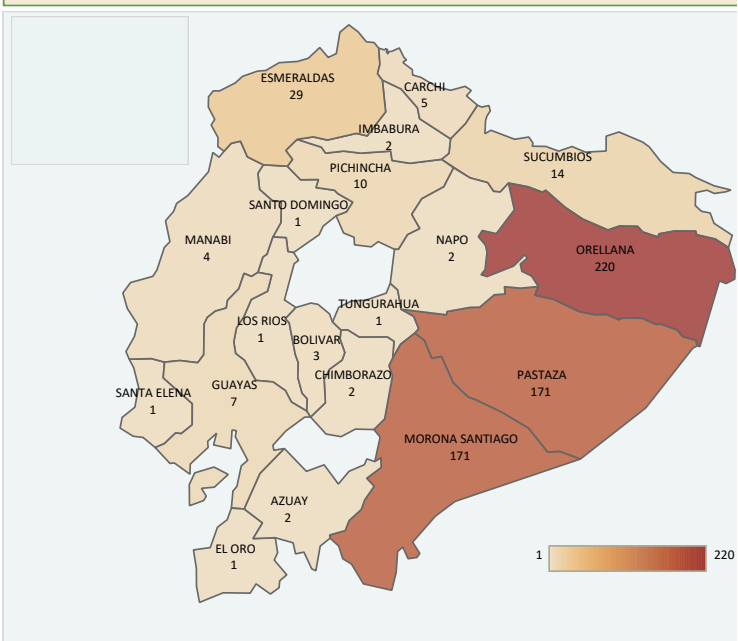 ESMERALDAS
29
CARCHI
5
IMBABURA
2
PICHINCHA
10
SUCUMBIOS
14
SANTO DOMINGO
1
MANABI
4
NAPO
2
ORELLANA
220
TUNGURAHUA
1
LOS RIOS
1
BOLIVAR
3
CHIMBORAZO
2
SANTA ELENA
1
GUAYAS
7
PASTAZA
171
MORONA SANTIAGO
171
AZUAY
2
EL ORO
1
1
220